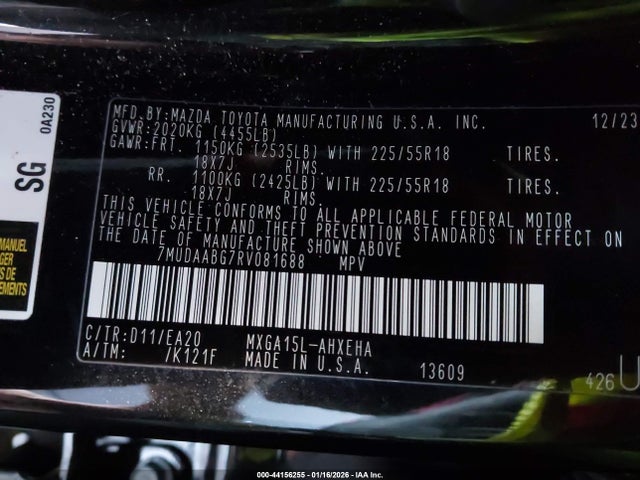 MFD.BY:MAZDA TOYOTA MANUFACTURING U.S.A. INC. 12/23
GVWR:2020KG (4455LB)
GAWR:FRT. 1150KG (2535LB) WITH 225/55R18 TIRES.
18X7J RIMS.
RR. 1100KG (2425LB) WITH 225/55R18 TIRES.
18X7J RIMS.
THIS VEHICLE CONFORMS TO ALL APPLICABLE FEDERAL MOTOR
VEHICLE SAFETY AND THEFT PREVENTION STANDARDS IN EFFECT ON
THE DATE OF MANUFACTURE SHOWN ABOVE
7MUDAABG7RV081688 MPV
C/TR:D11/EA20 MXGA15L-AHXEHA
A/TM: /K121F MADE IN U.S.A. 13609
426 U
0A230
SG
MANUEL
DE
000-44156255 - 01/16/2026 - IAA Inc.